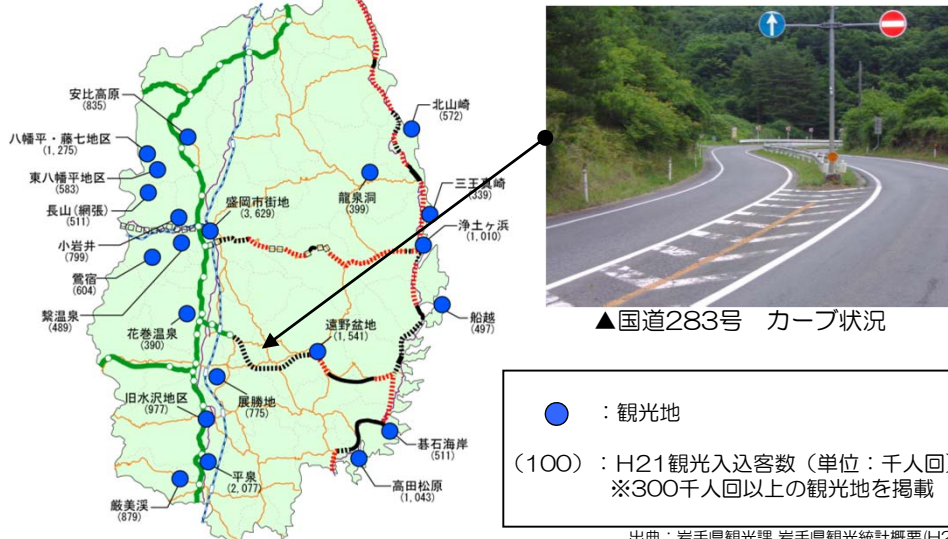 安比高原
(835)
八幡平・藤七地区
(1,275)
東八幡平地区
(583)
長山(網張)
(511)
小岩井
(799)
鶯宿
(604)
繋温泉
(489)
花巻温泉
(390)
旧水沢地区
(977)
厳美渓
(879)
平泉
(2,077)
展勝地
(775)
盛岡市街地
(3,629)
遠野盆地
(1,541)
龍泉洞
(399)
北山崎
(572)
三王真崎
(339)
浄土ヶ浜
(1,010)
船越
(497)
碁石海岸
(511)
高田松原
(1,043)
▲国道283号 カーブ状況
:観光地
(100):H21観光入込客数(単位:千人回)
※300千人回以上の観光地を掲載
出典:岩手県観光課 岩手県観光統計概要(H2